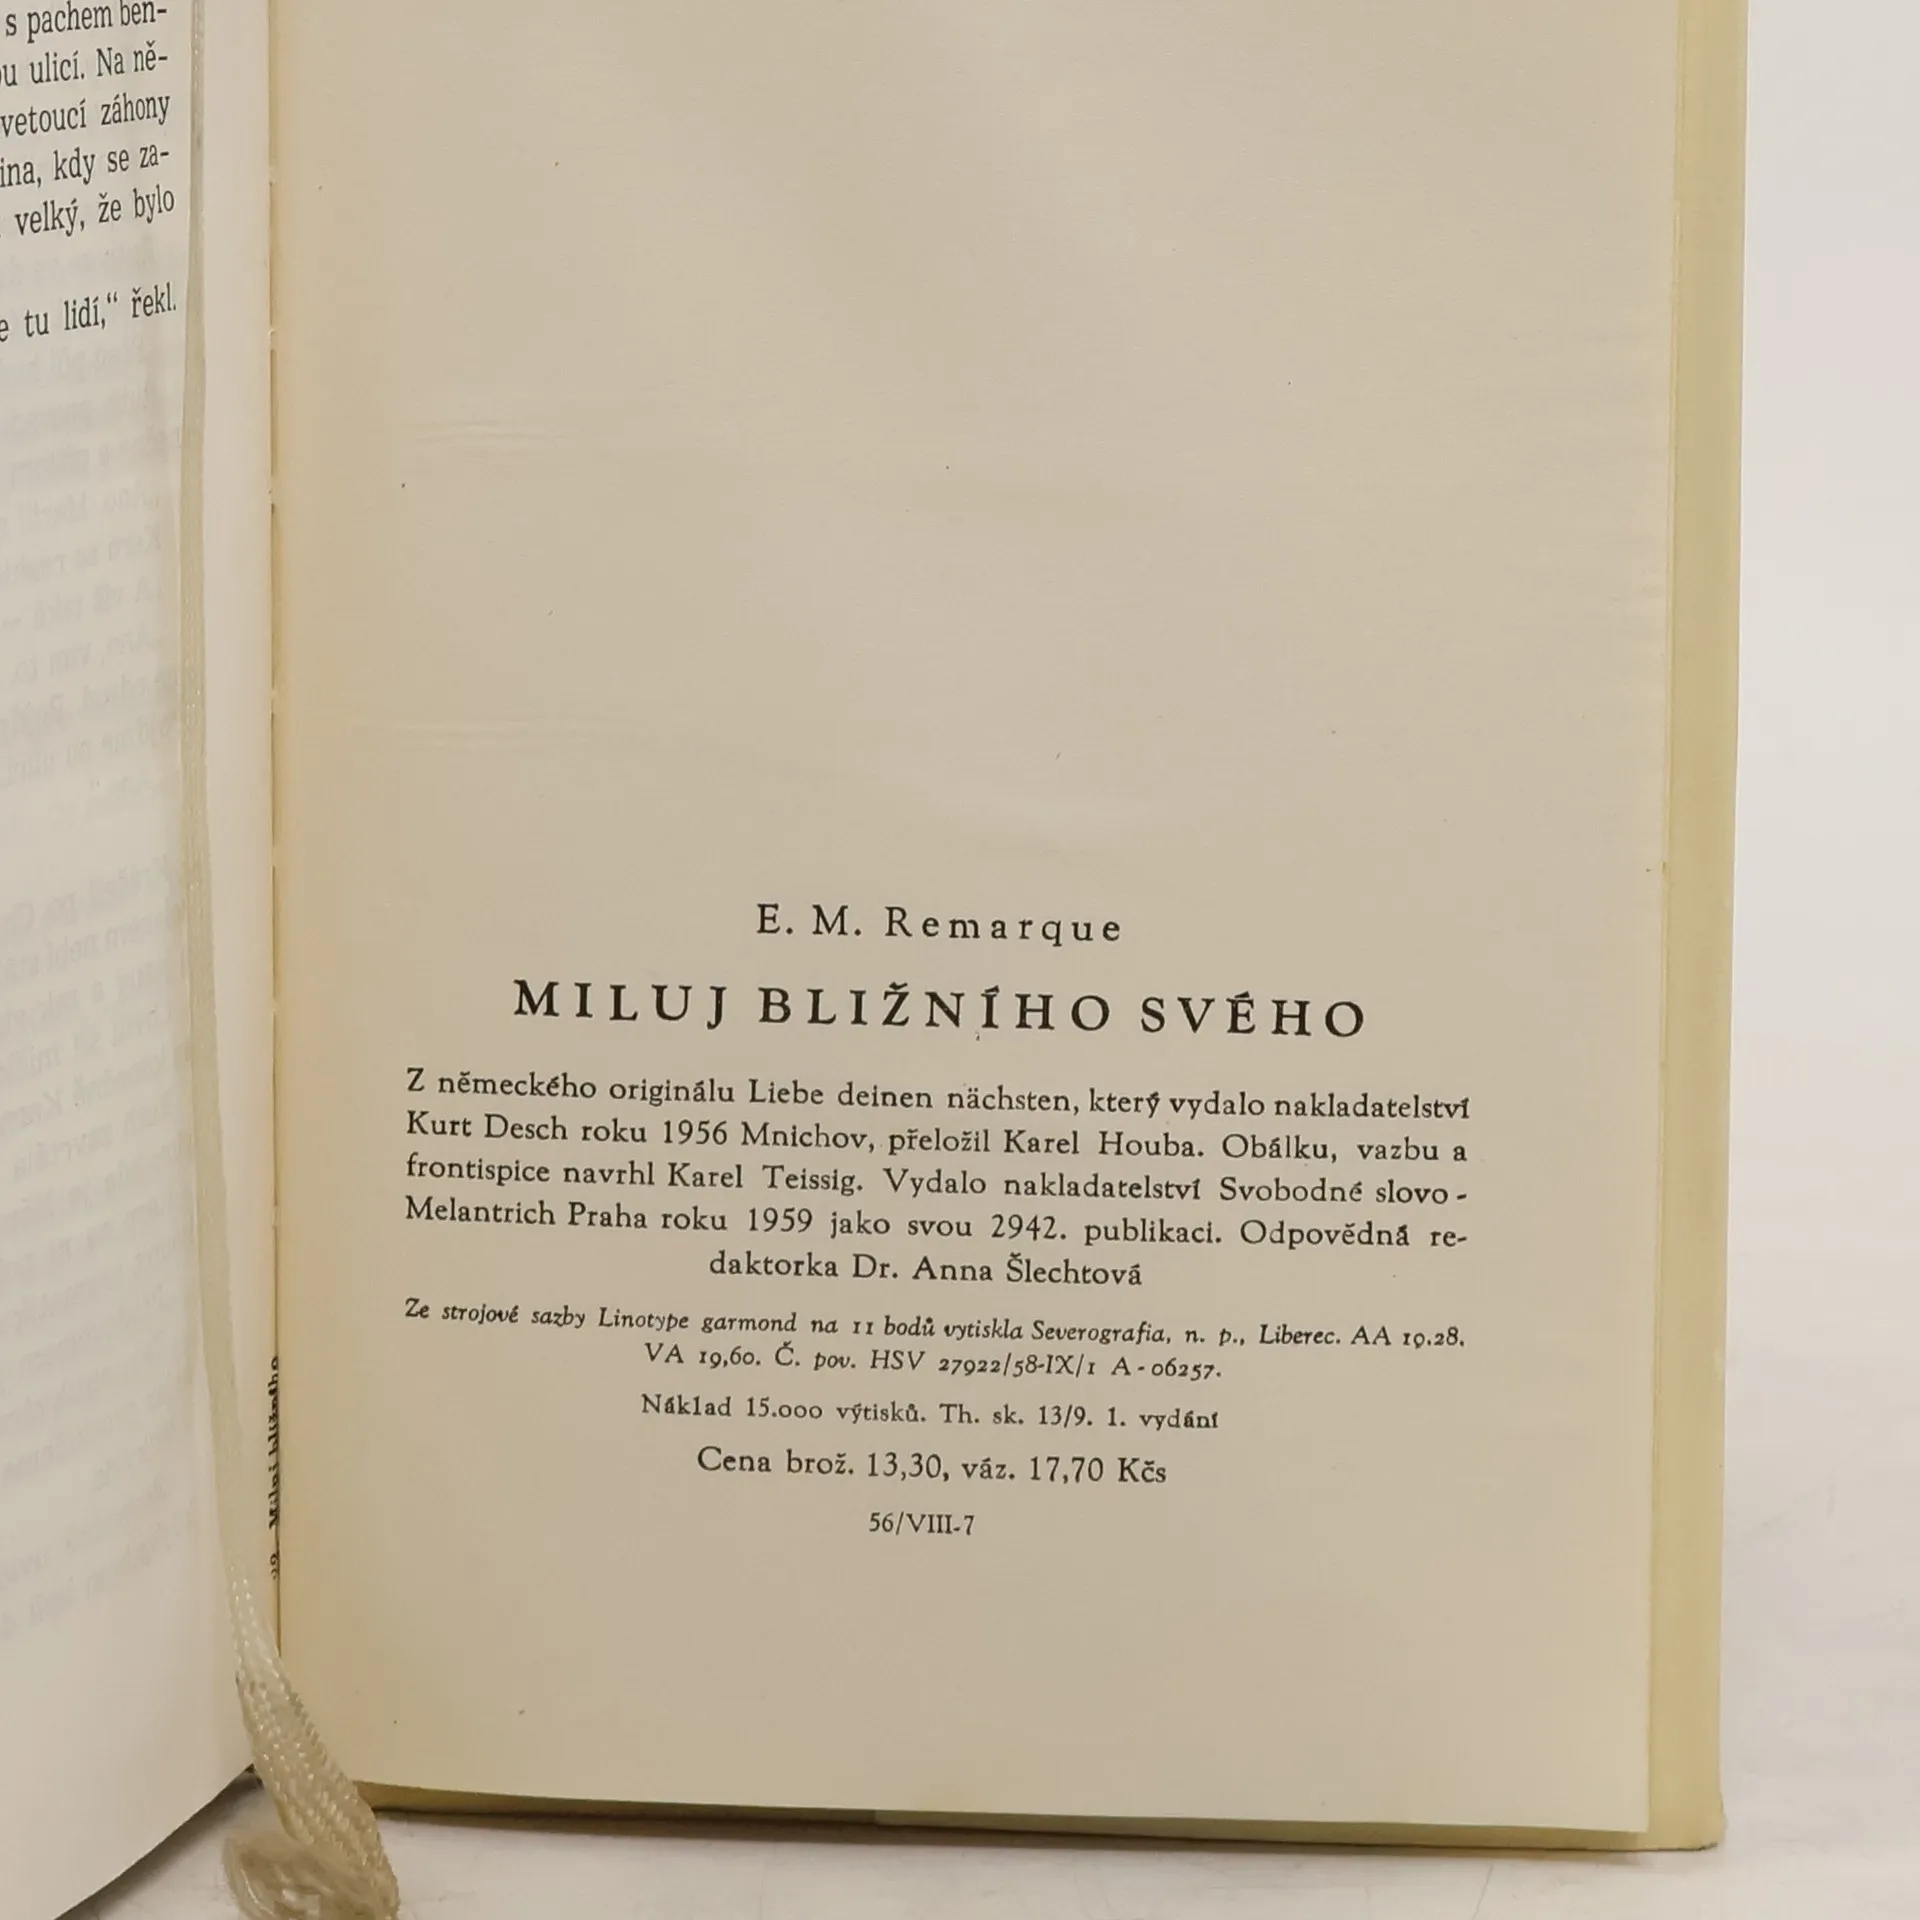 s pachem ben-
ulicí. Na ně-
vetoucí záhony
ina, kdy se za-
velký, že bylo
e tu lidí,“ řekl.
E. M. Remarque
MILUJ BLIŽNÍHO SVÉHO
Z německého originálu Liebe deinen nächsten, který vydalo nakladatelství
Kurt Desch roku 1956 Mnichov, přeložil Karel Houba. Obálku, vazbu a
frontispice navrhl Karel Teissig. Vydalo nakladatelství Svobodné slovo -
Melantrich Praha roku 1959 jako svou 2942. publikaci. Odpovědná re-
daktorka Dr. Anna Šlechtová
Ze strojové sazby Linotype garmond na 11 bodů vytiskla Severografia, n. p., Liberec. AA 19.28.
VA 19,60. Č. pov. HSV 27922/58-IX/1 A - 06257.
Náklad 15.000 výtisků. Th. sk. 13/9. 1. vydání
Cena brož. 13,30, váz. 17,70 Kčs
56/VIII-7